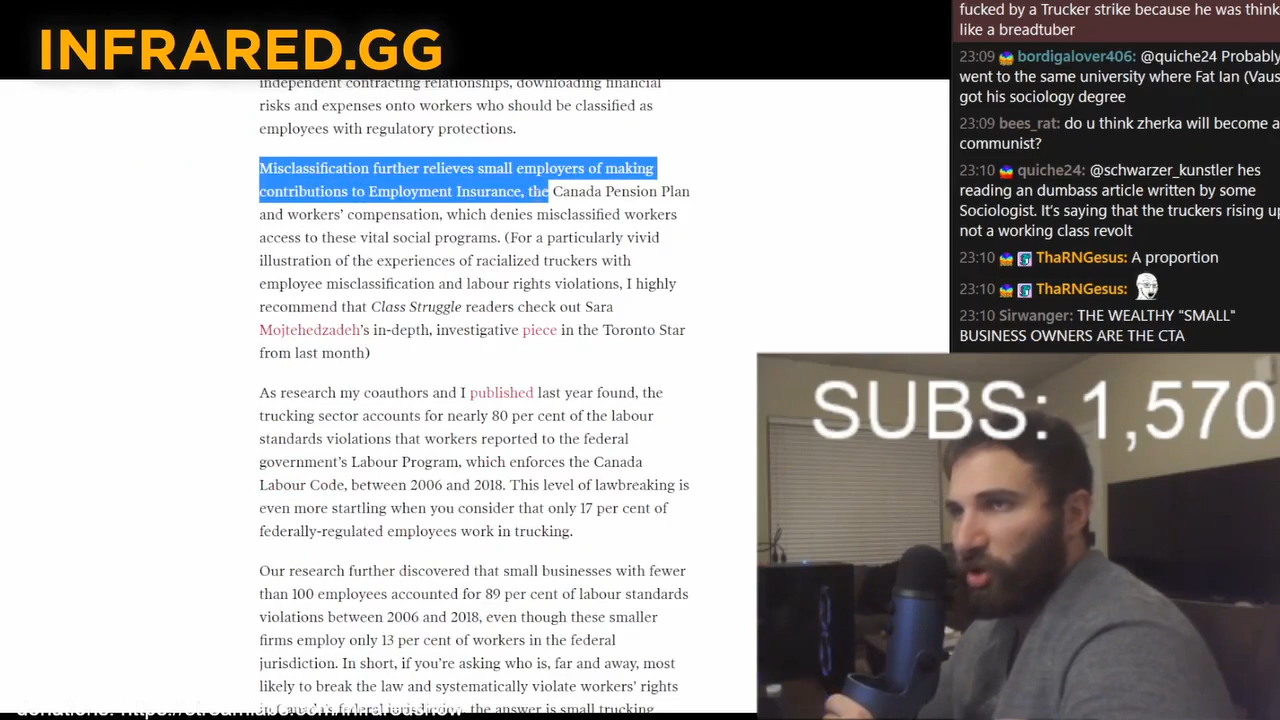 INFRARED.GG
independent contracting relationships, downloading financial
risks and expenses onto workers who should be classified as
employees with regulatory protections.
Misclassification further relieves small employers of making
contributions to Employment Insurance, the Canada Pension Plan
and workers' compensation, which denies misclassified workers
access to these vital social programs. (For a particularly vivid
illustration of the experiences of racialized truckers with
employee misclassification and labour rights violations, I highly
recommend that Class Struggle readers check out Sara
Mojtehedzadeh's in-depth, investigative piece in the Toronto Star
from last month)
As research my coauthors and I published last year found, the
trucking sector accounts for nearly 80 per cent of the labour
standards violations that workers reported to the federal
government's Labour Program, which enforces the Canada
Labour Code, between 2006 and 2018. This level of lawbreaking is
even more startling when you consider that only 17 per cent of
federally-regulated employees work in trucking.
Our research further discovered that small businesses with fewer
than 100 employees accounted for 89 per cent of labour standards
violations between 2006 and 2018, even though these smaller
firms employ only 13 per cent of workers in the federal
jurisdiction. In short, if you're asking who is, far and away, most
likely to break the law and systematically violate workers' rights
the answer is small trucking
fucked by a Trucker strike because he was think
like a breadtuber
23:09 bordigalover406: @quiche24 Probably
went to the same university where Fat Ian (Vaus
got his sociology degree
23:09 bees_rat: do u think zherka will become a
communist?
23:10 quiche24: @schwarzer_kunstler hes
reading an dumbass article written by some
Sociologist. It's saying that the truckers rising up
not a working class revolt
23:10 ThaRNGesus: A proportion
23:10 ThaRNGesus:
23:10 Sirwanger: THE WEALTHY "SMALL"
BUSINESS OWNERS ARE THE CTA
SUBS: 1,570